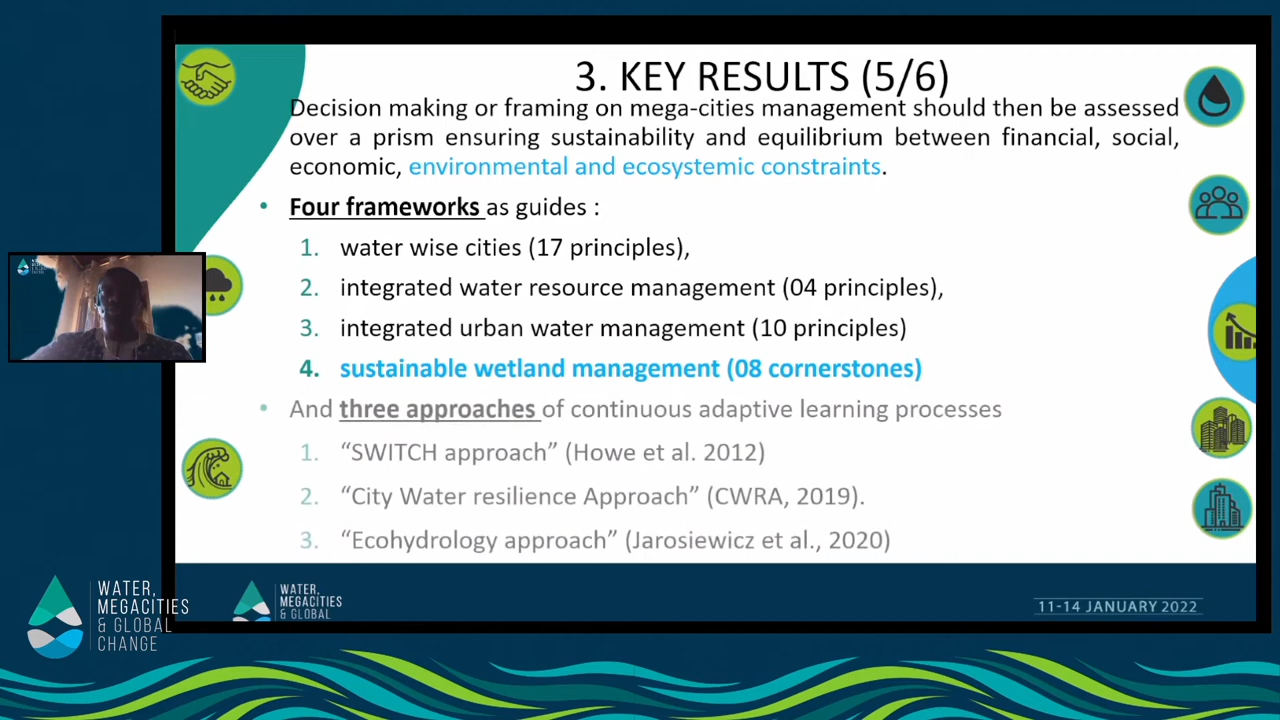 3. KEY RESULTS (5/6)
Decision making or framing on mega-cities management should then be assessed
over a prism ensuring sustainability and equilibrium between financial, social,
economic, environmental and ecosystemic constraints.
• Four frameworks as guides :
1. water wise cities (17 principles),
2. integrated water resource management (04 principles),
3. integrated urban water management (10 principles)
4. sustainable wetland management (08 cornerstones)
• And three approaches of continuous adaptive learning processes
1. “SWITCH approach” (Howe et al. 2012)
2. “City Water resilience Approach” (CWRA, 2019).
3. “Ecohydrology approach” (Jarosiewicz et al., 2020)
WATER,
MEGACITIES
& GLOBAL
11-14 JANUARY 2022
WATER,
MEGACITIES
& GLOBAL
CHANGE